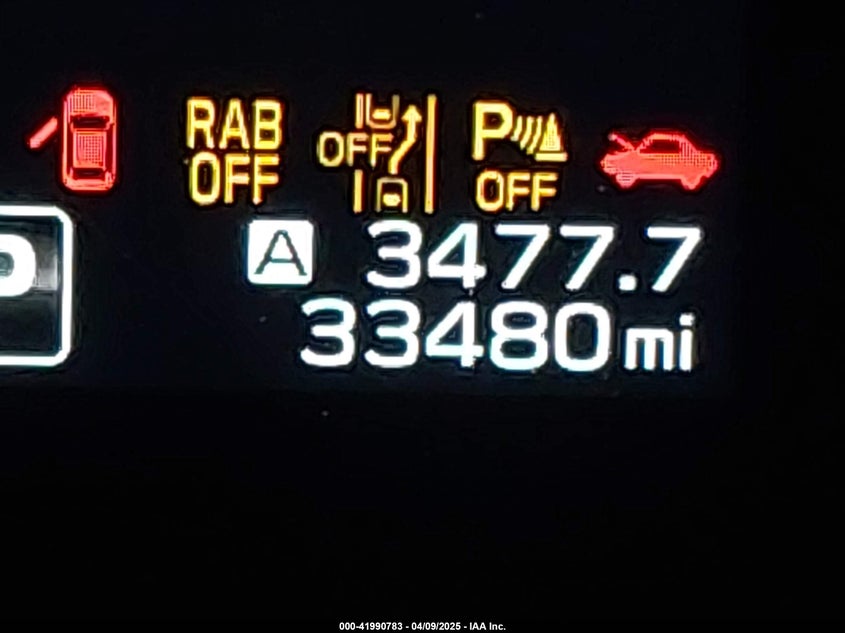 RAB OFF
OFF
P OFF
P
A 3477.7
33480 mi
000-41990783 - 04/09/2025 - IAA Inc.